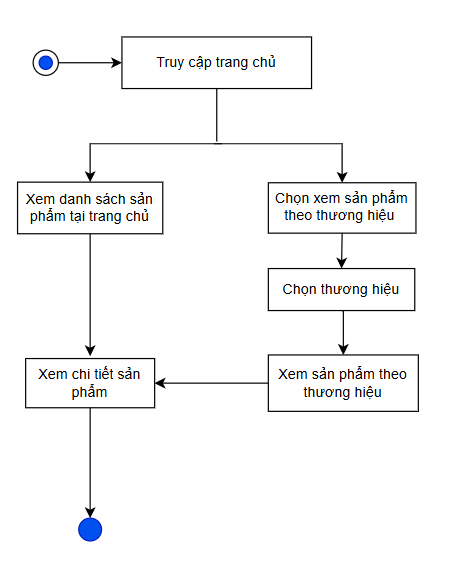 Truy cập trang chủ
Xem danh sách sản
phẩm tại trang chủ
Chọn xem sản phẩm
theo thương hiệu
Chọn thương hiệu
Xem chi tiết sản
phẩm
Xem sản phẩm theo
thương hiệu